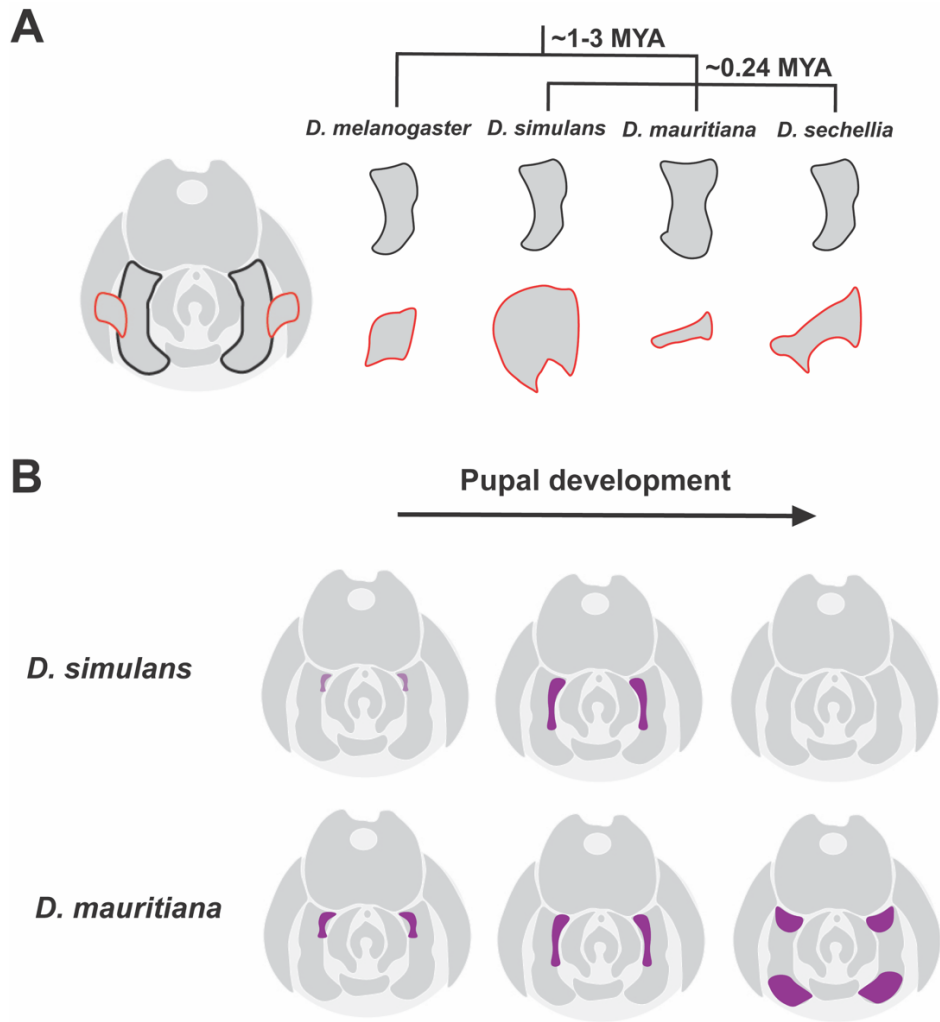 A
~1-3 MYA
~0.24 MYA
D. melanogaster D. simulans D. mauritiana D. sechellia
B
Pupal development
D. simulans
D. mauritiana